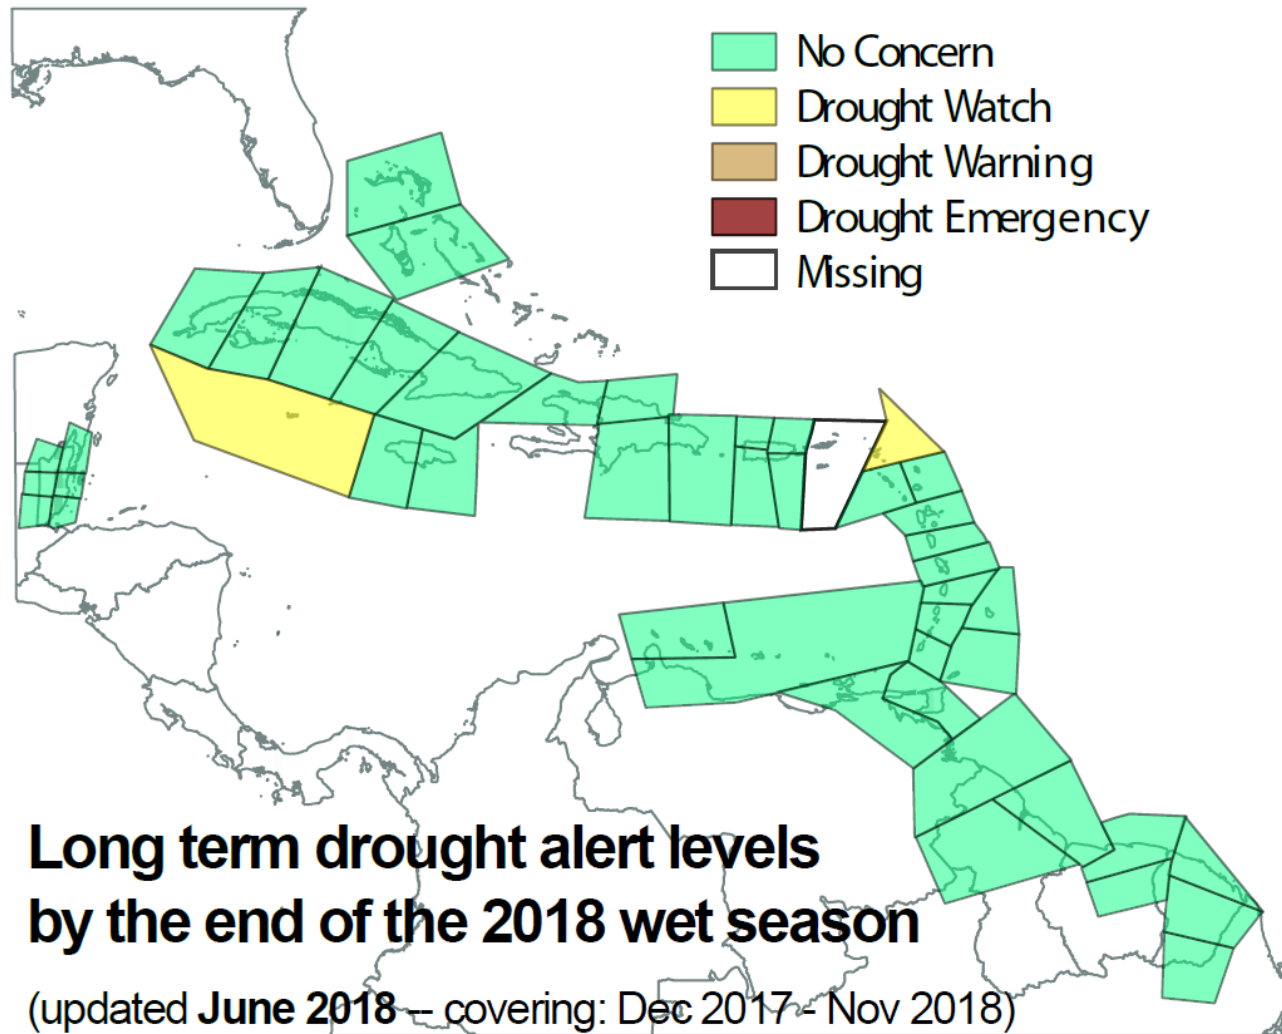 No Concern
Drought Watch
Drought Warning
Drought Emergency
Missing
Long term drought alert levels
by the end of the 2018 wet season
(updated June 2018 -- covering: Dec 2017 - Nov 2018)